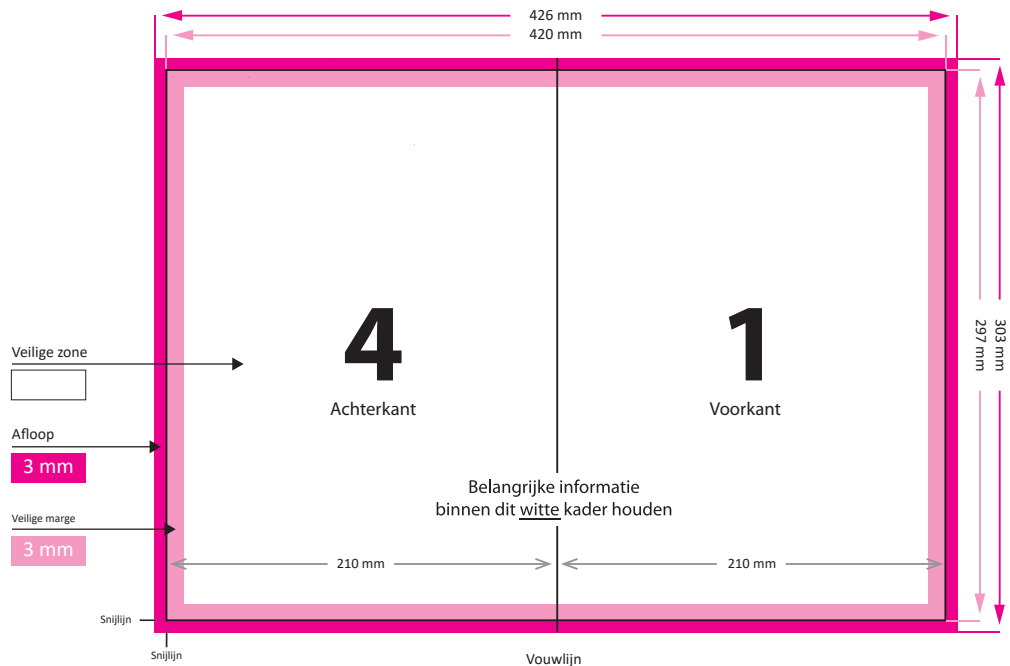 426 mm
420 mm
303 mm
297 mm
4
1
Achterkant
Voorkant
Veilige zone
Afloop
3 mm
Veilige marge
3 mm
Belangrijke informatie
binnen dit witte kader houden
210 mm
210 mm
Snijlijn
Snijlijn
Vouwlijn